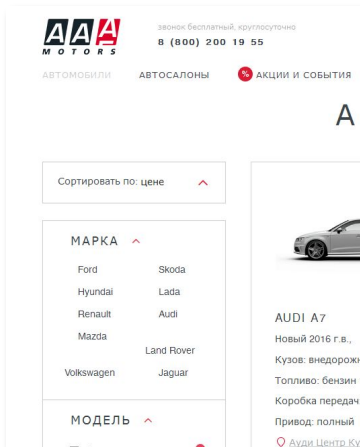 AAA
MOTORS
звонок бесплатный, круглосуточно
8 (800) 200 19 55
АВТОМОБИЛИ АВТОСАЛОНЫ % АКЦИИ И СОБЫТИЯ
А
Сортировать по: цене
МАРКА
Ford Skoda
Hyundai Lada
Renault Audi
Mazda
Land Rover
Volkswagen Jaguar
МОДЕЛЬ
AUDI A7
Новый 2016 г.в.,
Кузов: внедорожн
Топливо: бензин
Коробка передач
Привод: полный
Ауди Центр Ку